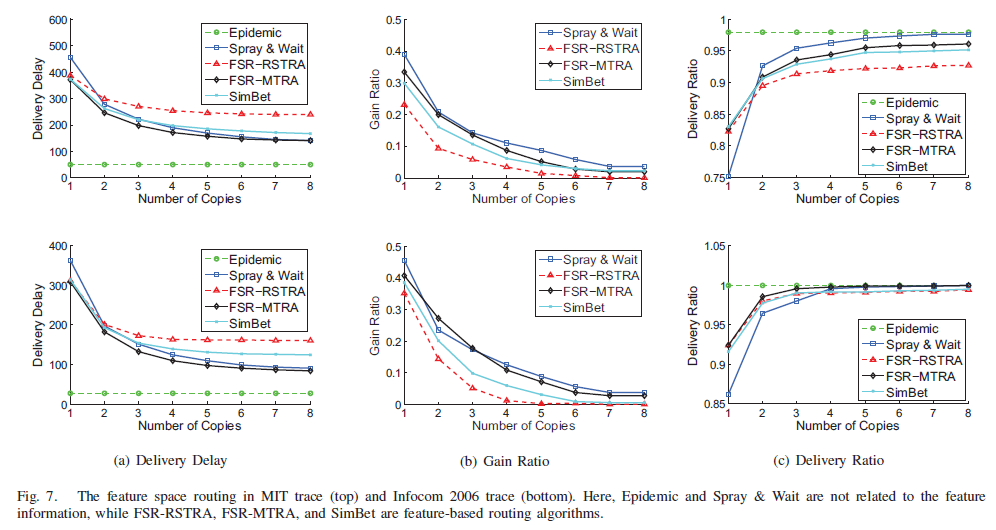 600
500
400
300
200
100
0
Delivery Delay
1 2 3 4 5 6 7 8
Number of Copies
Epidemic
Spray & Wait
FSR−RSTRA
FSR−MTRA
SimBet
0.5
0.4
0.3
0.2
0.1
0
Gain Ratio
1 2 3 4 5 6 7 8
Number of Copies
Spray & Wait
FSR−RSTRA
FSR−MTRA
SimBet
1
0.95
0.9
0.85
0.8
0.75
Delivery Ratio
1 2 3 4 5 6 7 8
Number of Copies
Epidemic
Spray & Wait
FSR−RSTRA
FSR−MTRA
SimBet
400
300
200
100
0
Delivery Delay
1 2 3 4 5 6 7 8
Number of Copies
Epidemic
Spray & Wait
FSR−RSTRA
FSR−MTRA
SimBet
0.5
0.4
0.3
0.2
0.1
0
Gain Ratio
1 2 3 4 5 6 7 8
Number of Copies
Spray & Wait
FSR−RSTRA
FSR−MTRA
SimBet
1.05
1
0.95
0.9
0.85
Delivery Ratio
1 2 3 4 5 6 7 8
Number of Copies
Epidemic
Spray & Wait
FSR−RSTRA
FSR−MTRA
SimBet
(a) Delivery Delay
(b) Gain Ratio
(c) Delivery Ratio
Fig. 7. The feature space routing in MIT trace (top) and Infocom 2006 trace (bottom). Here, Epidemic and Spray & Wait are not related to the feature
information, while FSR-RSTRA, FSR-MTRA, and SimBet are feature-based routing algorithms.